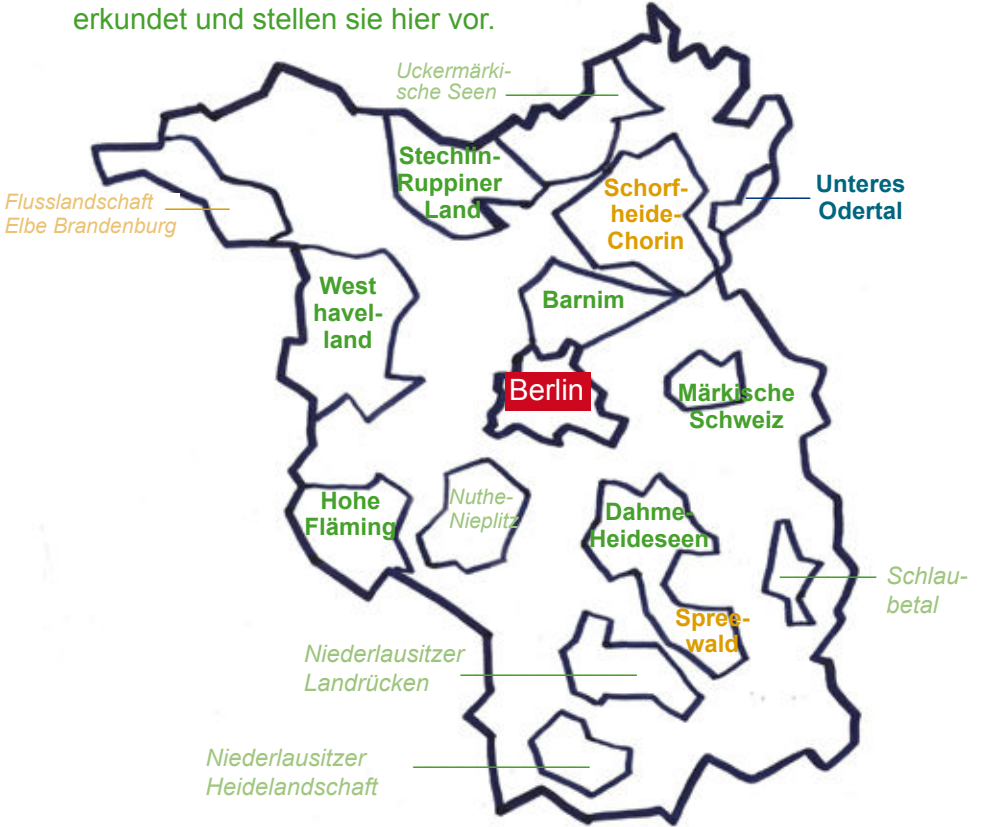 erkundet und stellen sie hier vor.
Uckermärki-
sche Seen
Stechlin-
Ruppiner
Land
Schorf-
heide-
Chorin
Unteres
Odertal
Flusslandschaft
Elbe Brandenburg
West
havel-
land
Barnim
Berlin
Märkische
Schweiz
Hohe
Fläming
Nuthe-
Nieplitz
Dahme-
Heideseen
Schlau-
betal
Spree-
wald
Niederlausitzer
Landrücken
Niederlausitzer
Heidelandschaft